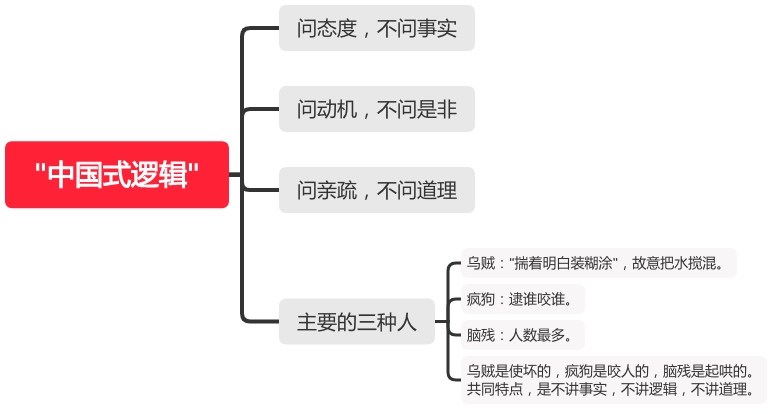 "中国式逻辑"
问态度，不问事实
问动机，不问是非
问亲疏，不问道理
主要的三种人
乌贼："揣着明白装糊涂"，故意把水搅混。
疯狗：逮谁咬谁。
脑残：人数最多。
乌贼是使坏的，疯狗是咬人的，脑残是起哄的。
共同特点，是不讲事实，不讲逻辑，不讲道理。